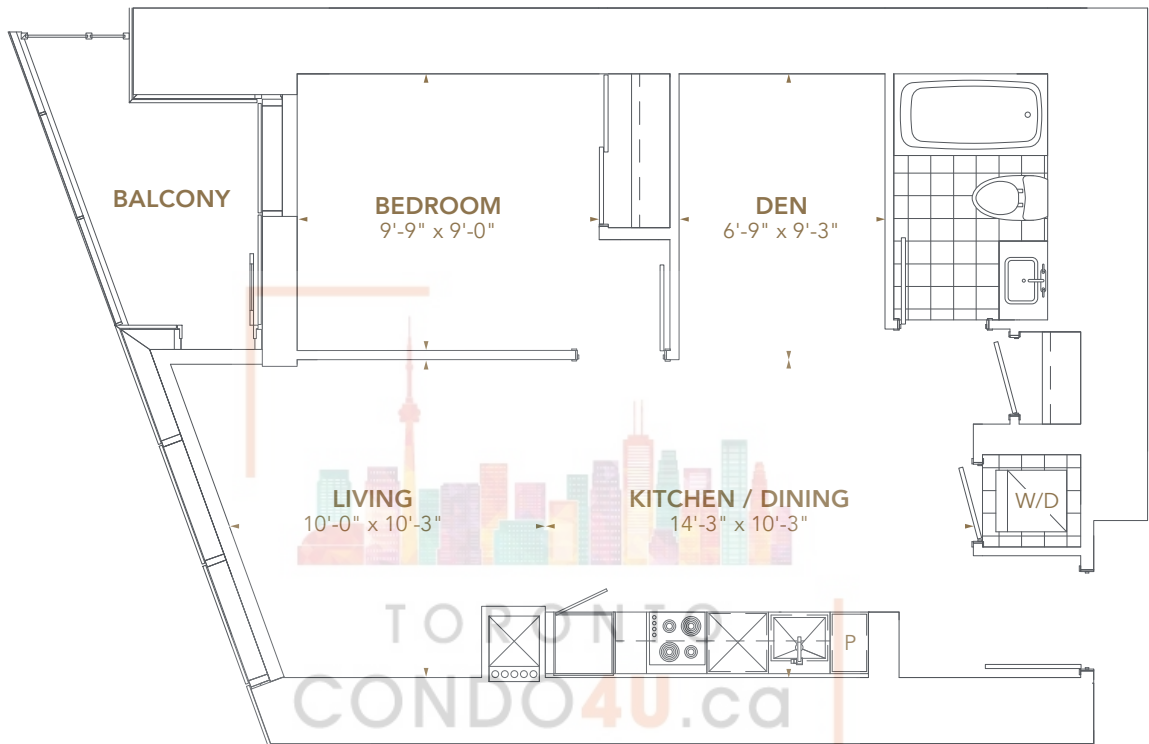 BALCONY
BEDROOM
9'-9" x 9'-0"
DEN
6'-9" x 9'-3"
LIVING
10'-0" x 10'-3"
KITCHEN / DINING
14'-3" x 10'-3"
W/D
P
TORONTO
CONDO4U.ca